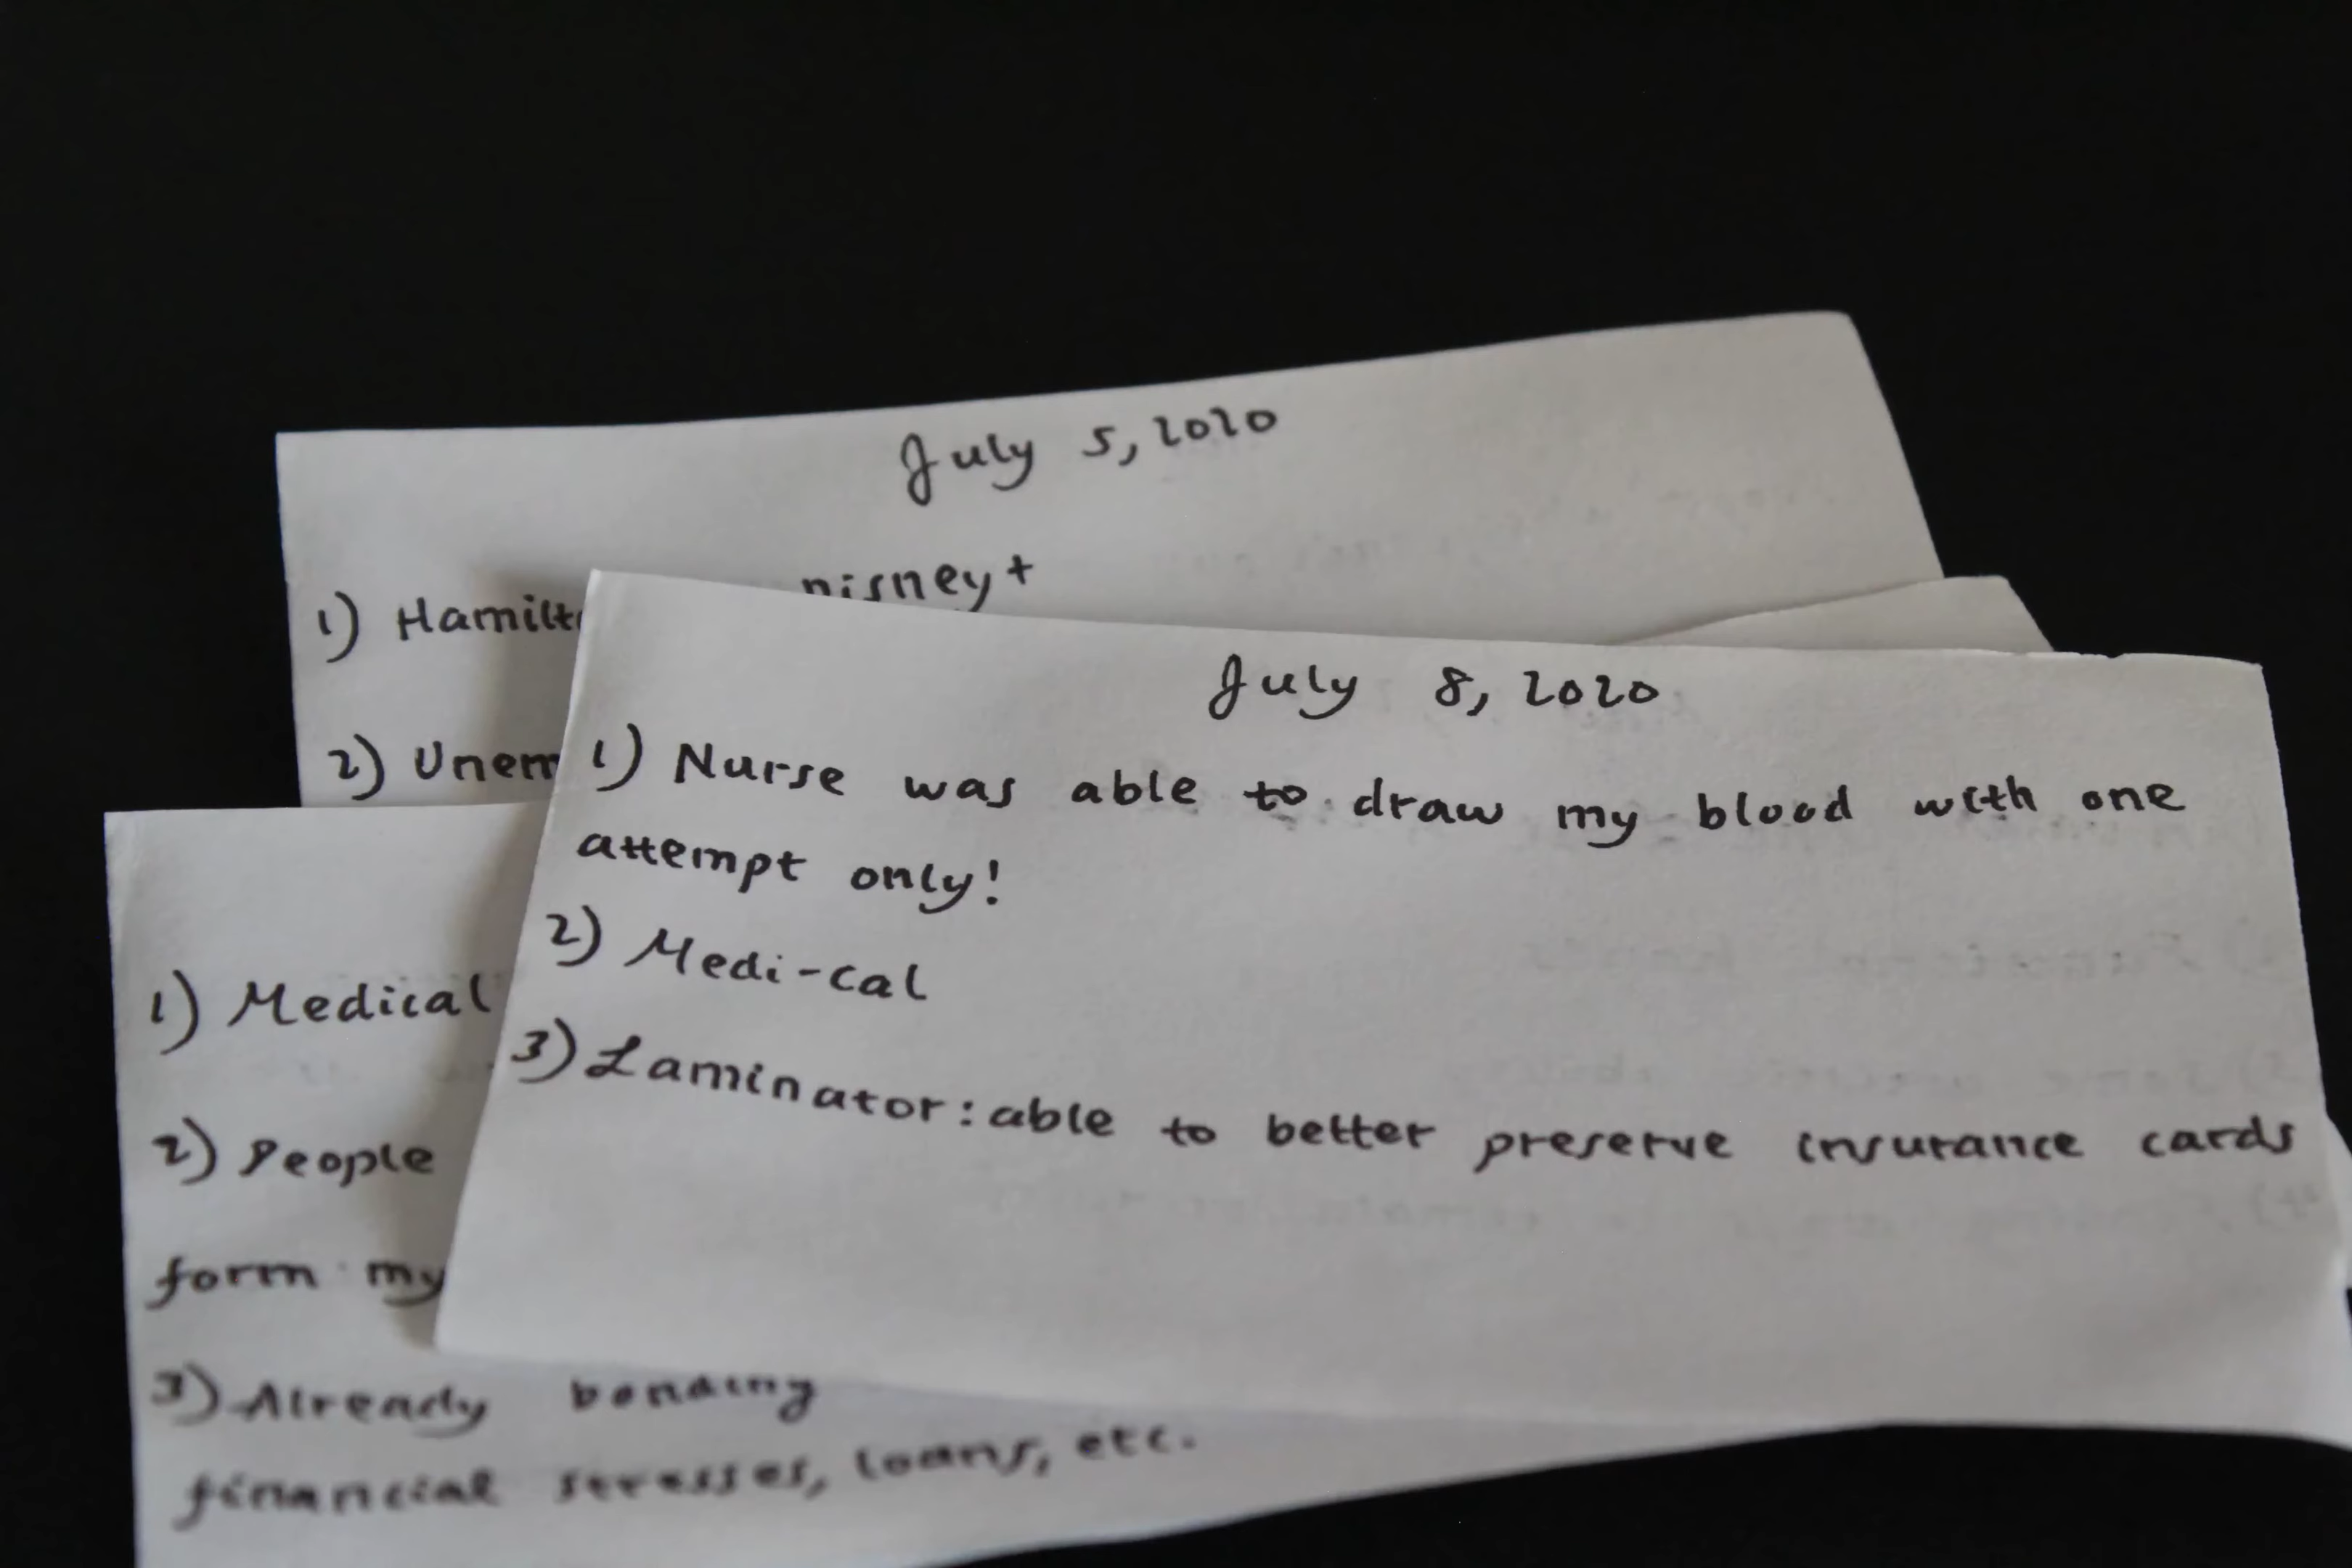 July 5, 2020
1) Hamilto Disney+
2) Unem
July 8, 2020
1) Nurse was able to draw my blood with one
attempt only!
2) Medi-Cal
3) Laminator: able to better preserve insurance cards
1) Medical
2) People
form my
3) Already bonding
financial stresses, loans, etc.